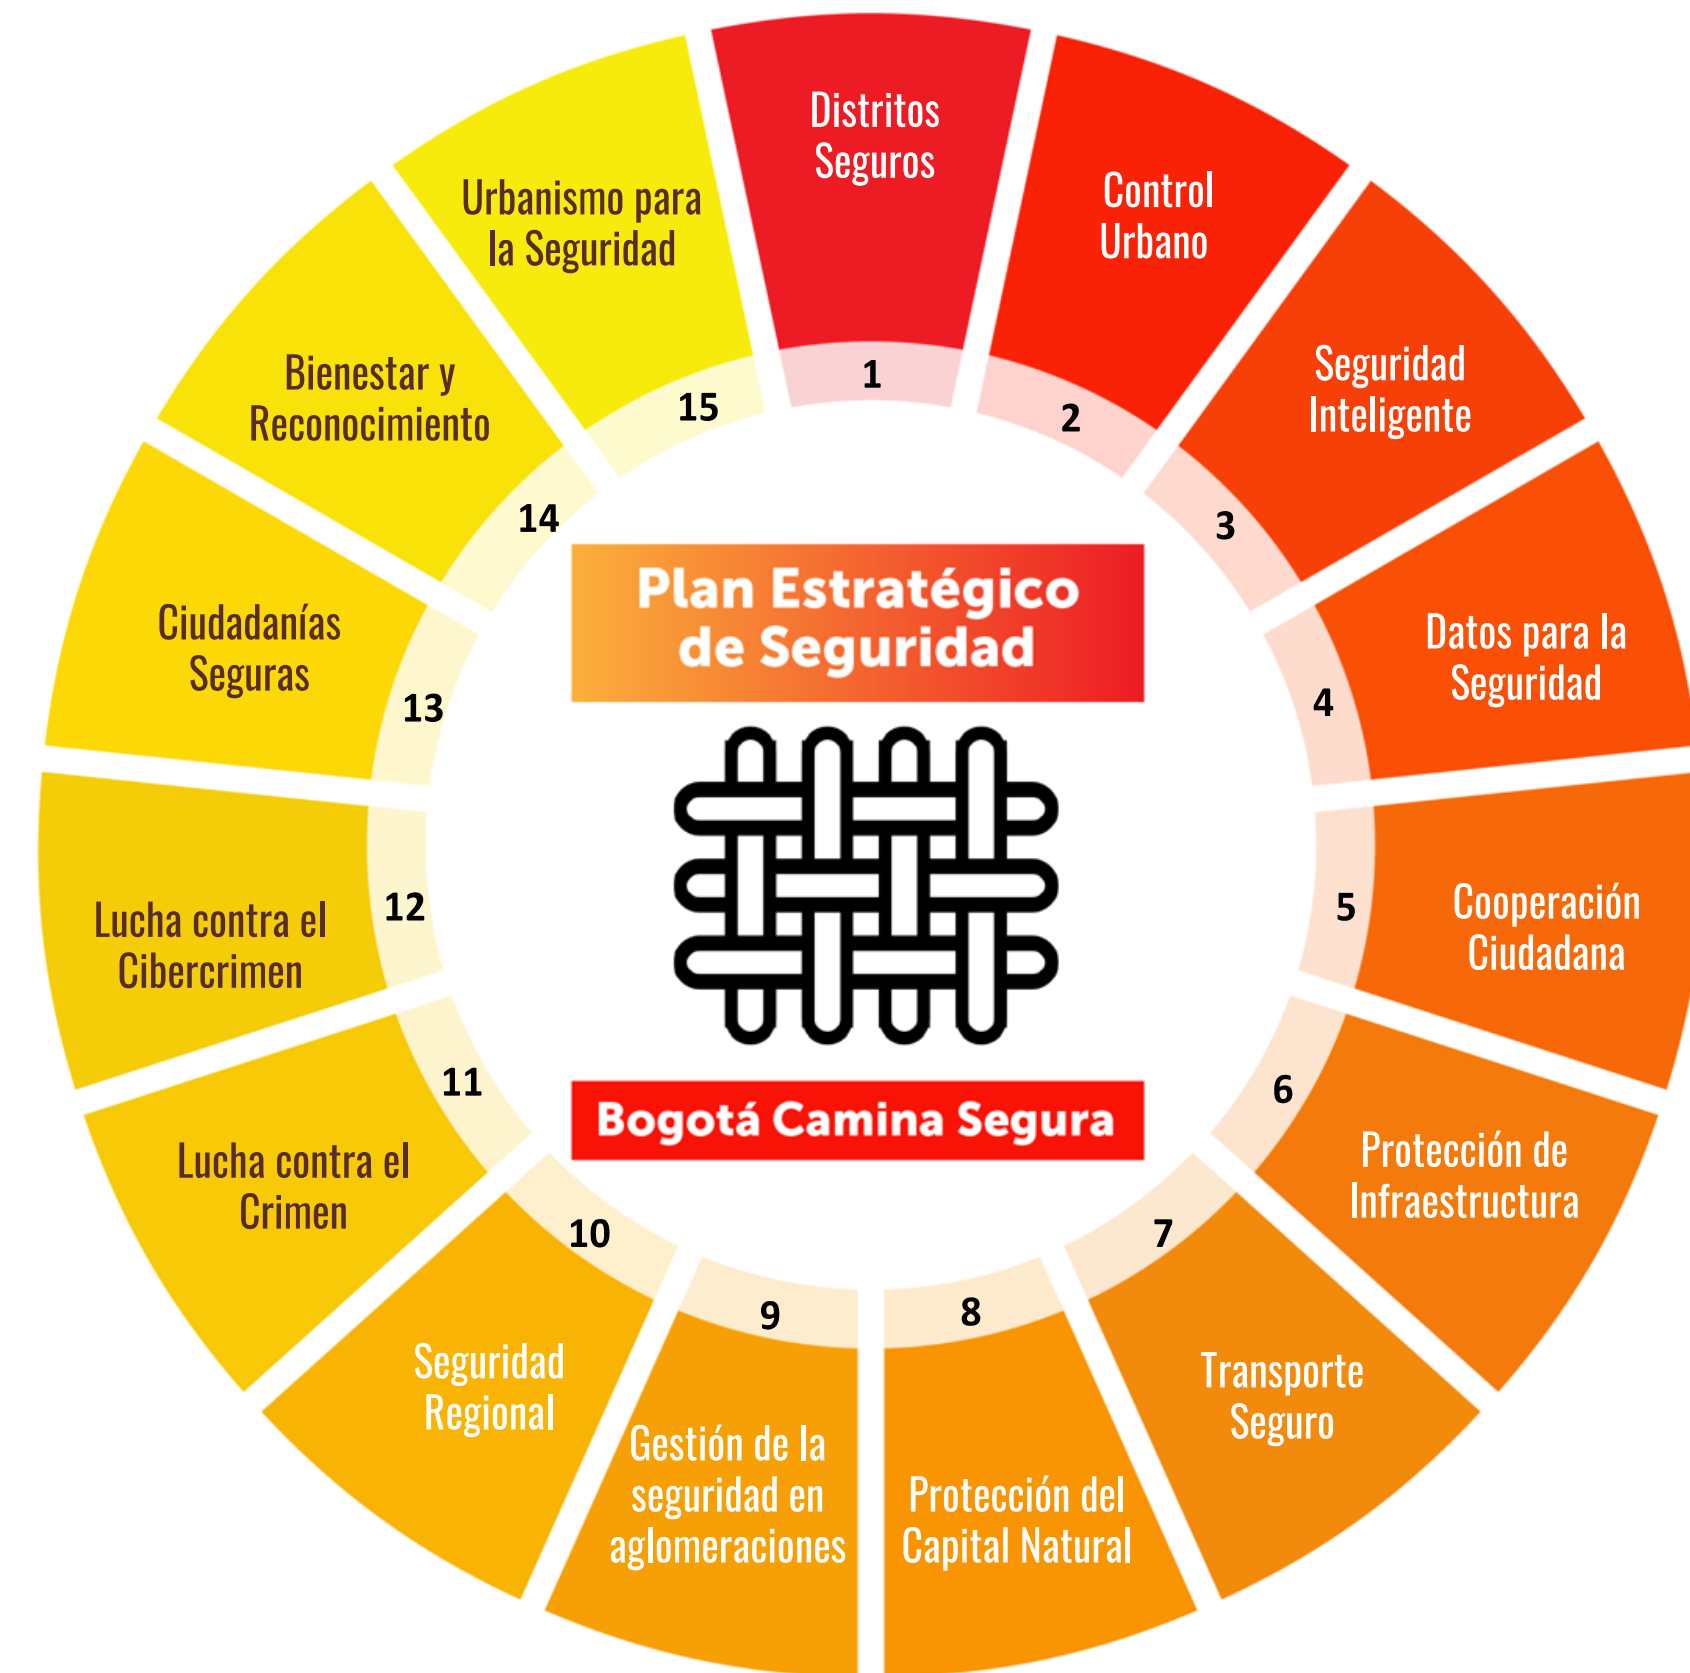 Distritos
Seguros
1
Control
Urbano
2
Seguridad
Inteligente
3
Datos para la
Seguridad
4
Cooperación
Ciudadana
5
Protección de
Infraestructura
6
Transporte
Seguro
7
Protección del
Capital Natural
8
Gestión de la
seguridad en
aglomeraciones
9
Seguridad
Regional
10
Lucha contra el
Crimen
11
Lucha contra el
Cibercrimen
12
Ciudadanías
Seguras
13
Bienestar y
Reconocimiento
14
Urbanismo para
la Seguridad
15
Plan Estratégico
de Seguridad
Bogotá Camina Segura